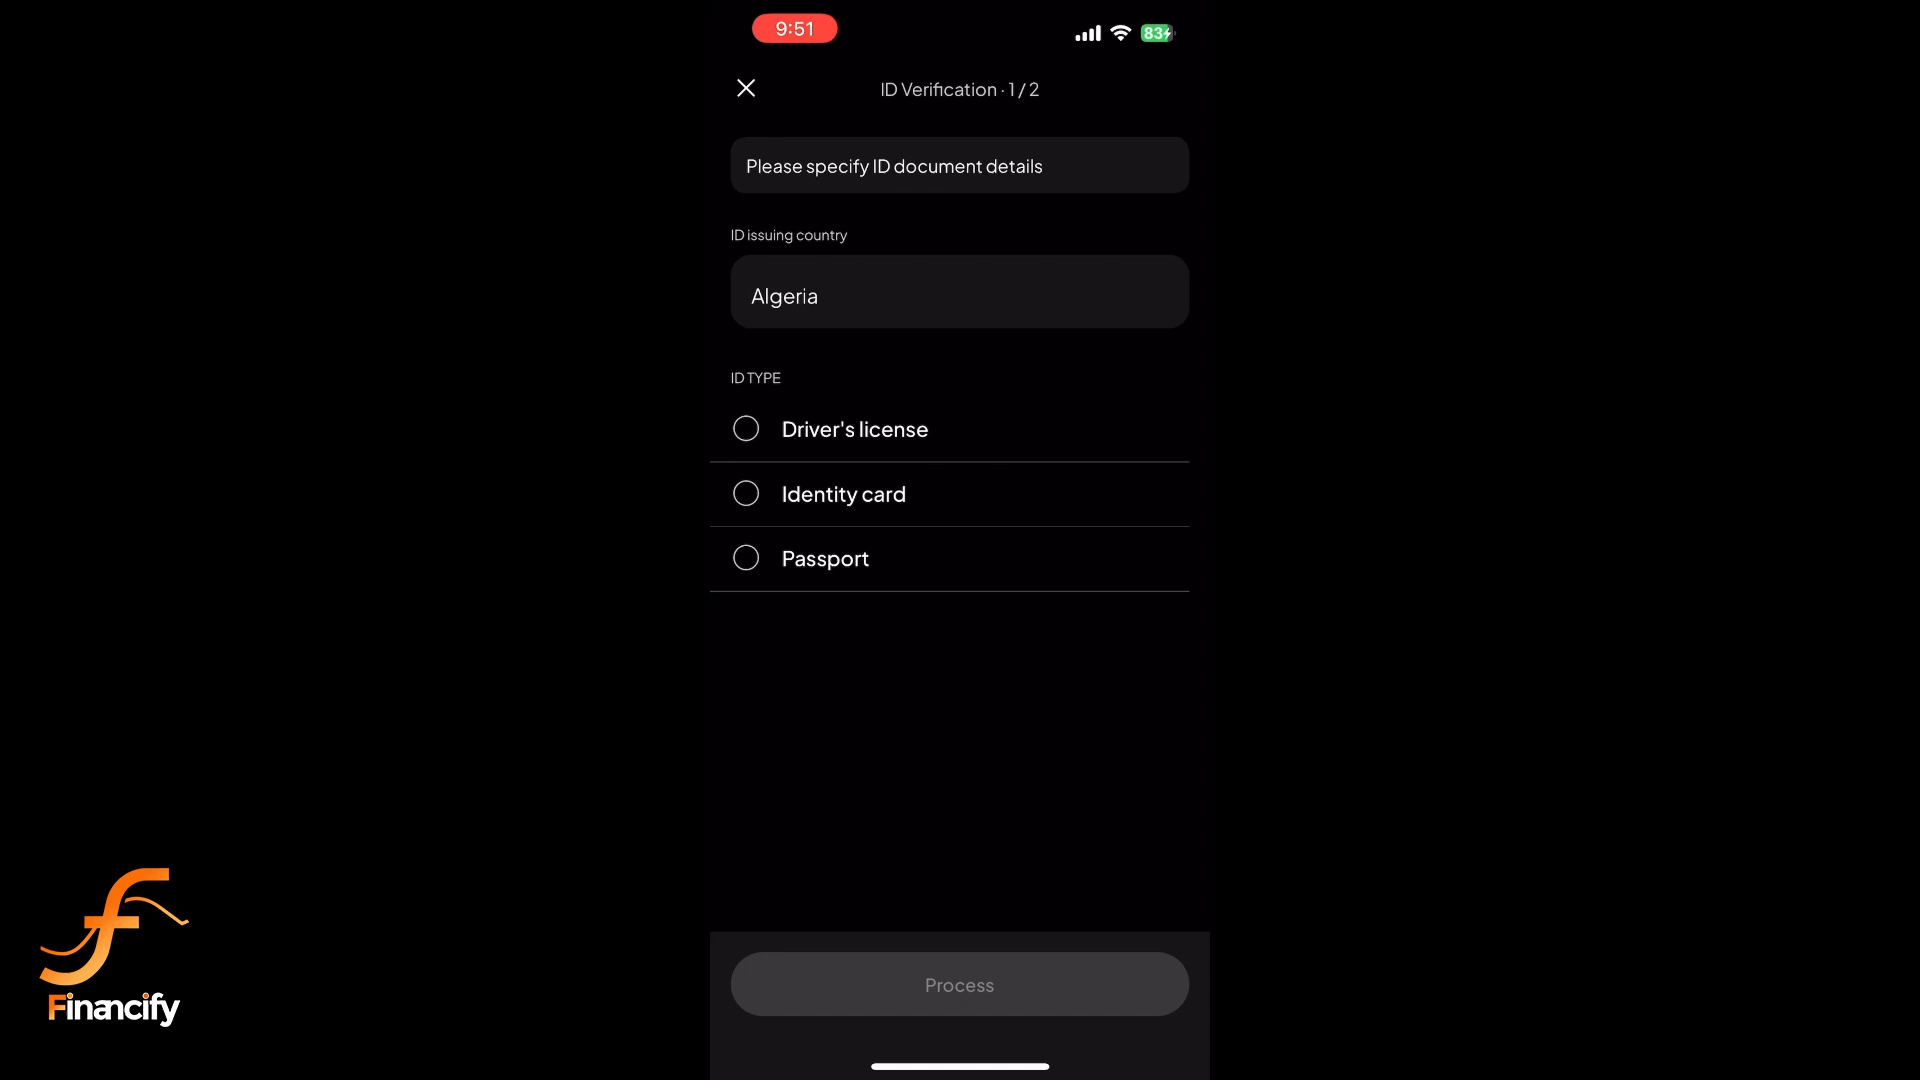 9:51
83
ID Verification · 1 / 2
Please specify ID document details
ID issuing country
Algeria
ID TYPE
Driver's license
Identity card
Passport
Process
Financify